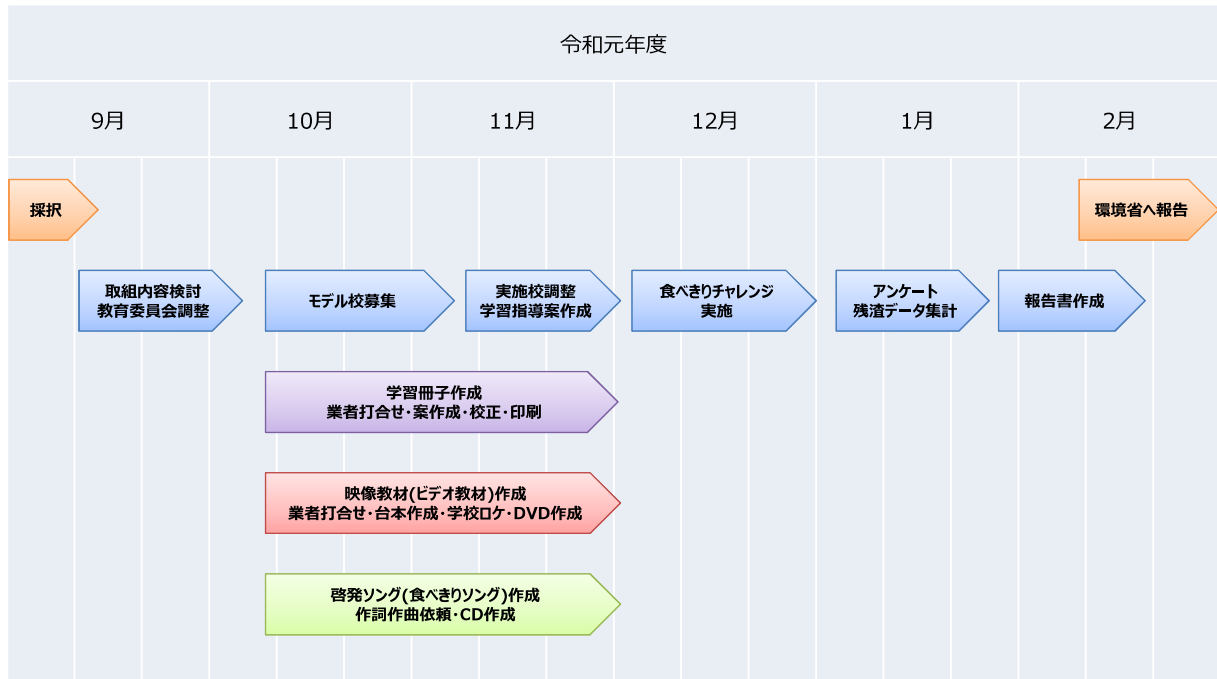 令和元年度
9月
10月
11月
12月
1月
2月
採択
環境省へ報告
取組内容検討
教育委員会調整
モデル校募集
実施校調整
学習指導案作成
食べきりチャレンジ
実施
アンケート
残渣データ集計
報告書作成
学習冊子作成
業者打合せ・案作成・校正・印刷
映像教材(ビデオ教材)作成
業者打合せ・台本作成・学校ロケ・DVD作成
啓発ソング(食べきりソング)作成
作詞作曲依頼・CD作成